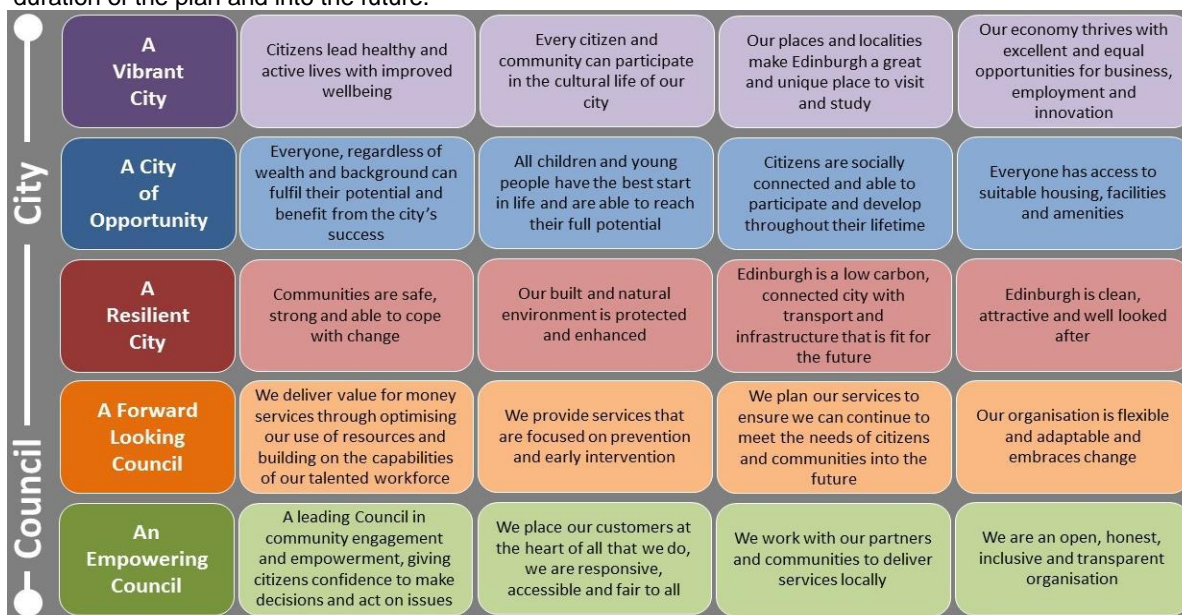 duration of the plan and into the future.
City
Council
A
Vibrant
City
Citizens lead healthy and
active lives with improved
wellbeing
Every citizen and
community can participate
in the cultural life of our
city
Our places and localities
make Edinburgh a great
and unique place to visit
and study
Our economy thrives with
excellent and equal
opportunities for business,
employment and
innovation
A City
of
Opportunity
Everyone, regardless of
wealth and background can
fulfil their potential and
benefit from the city's
success
All children and young
people have the best start
in life and are able to reach
their full potential
Citizens are socially
connected and able to
participate and develop
throughout their lifetime
Everyone has access to
suitable housing, facilities
and amenities
A
Resilient
City
Communities are safe,
strong and able to cope
with change
Our built and natural
environment is protected
and enhanced
Edinburgh is a low carbon,
connected city with
transport and
infrastructure that is fit for
the future
Edinburgh is clean,
attractive and well looked
after
A Forward
Looking
Council
We deliver value for money
services through optimising
our use of resources and
building on the capabilities
of our talented workforce
We provide services that
are focused on prevention
and early intervention
We plan our services to
ensure we can continue to
meet the needs of citizens
and communities into the
future
Our organisation is flexible
and adaptable and
embraces change
An
Empowering
Council
A leading Council in
community engagement
and empowerment, giving
citizens confidence to make
decisions and act on issues
We place our customers at
the heart of all that we do,
we are responsive,
accessible and fair to all
We work with our partners
and communities to deliver
services locally
We are an open, honest,
inclusive and transparent
organisation